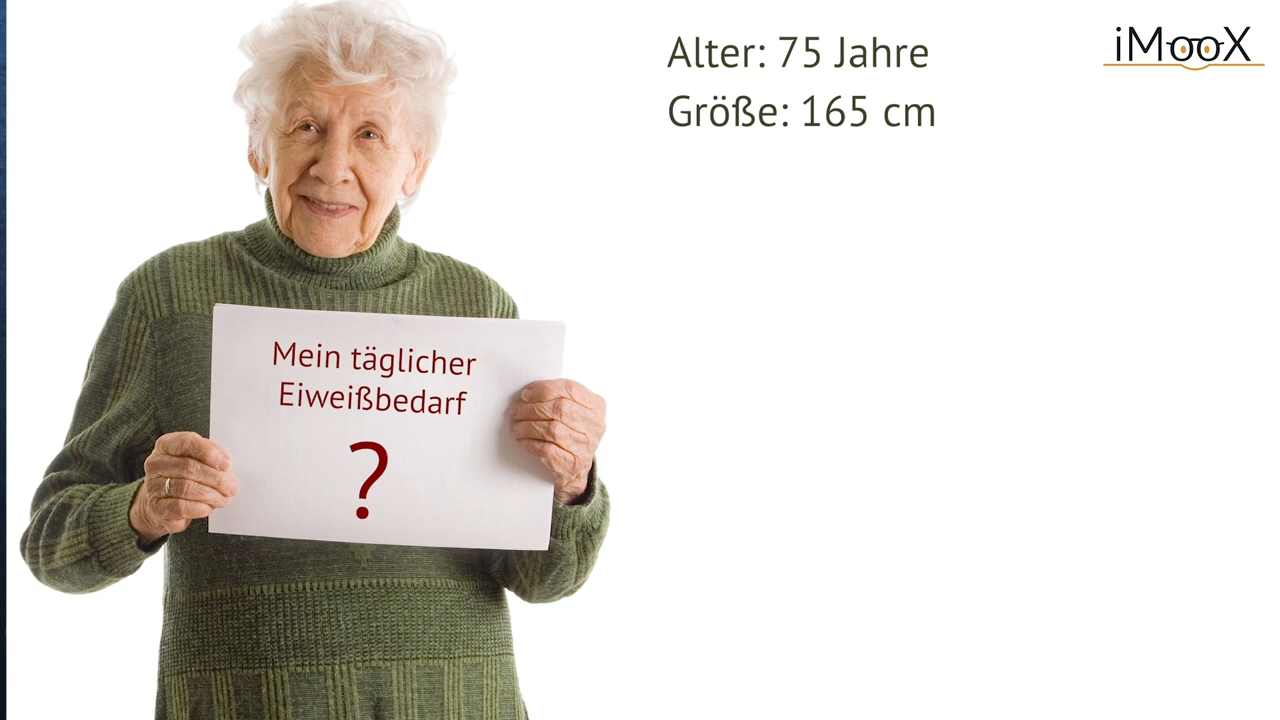 iMooX
Alter: 75 Jahre
Größe: 165 cm
Mein täglicher
Eiweißbedarf
?